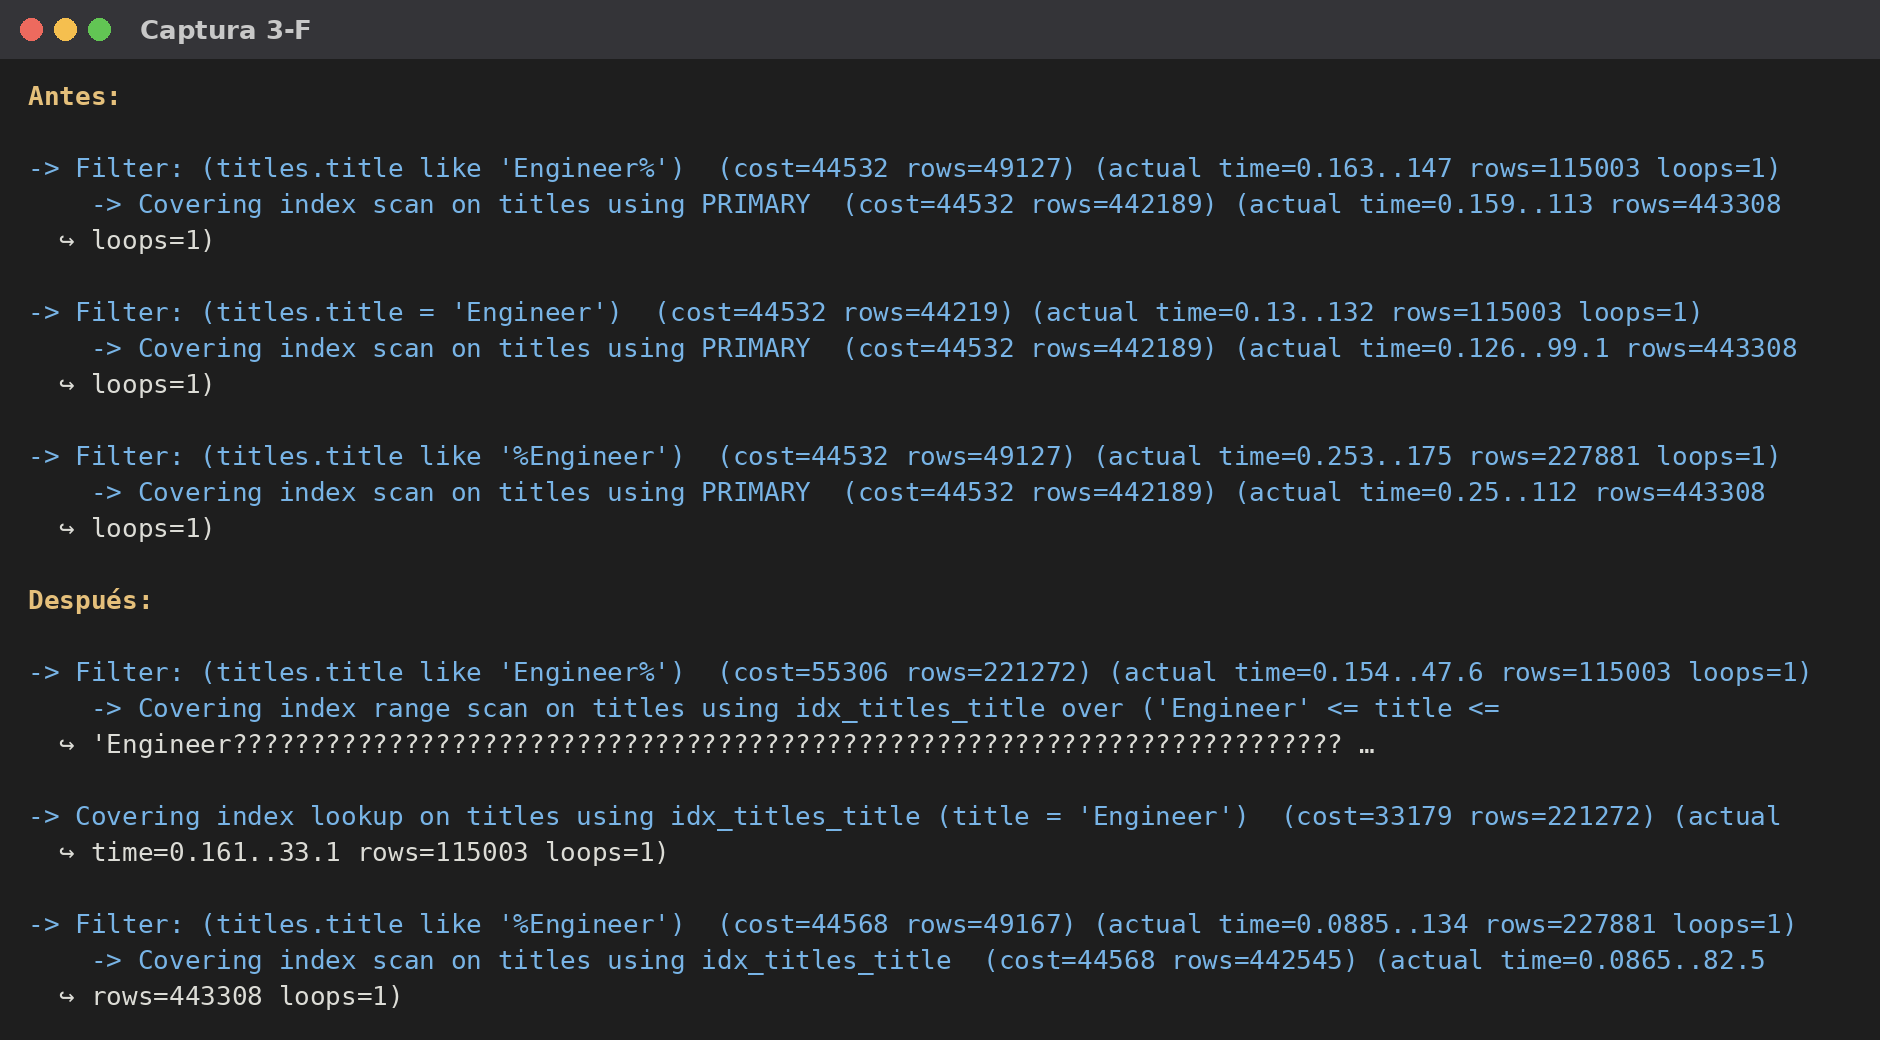 Captura 3-F
Antes:
-> Filter: (titles.title like 'Engineer%')  (cost=44532 rows=49127) (actual time=0.163..147 rows=115003 loops=1)
-> Covering index scan on titles using PRIMARY  (cost=44532 rows=442189) (actual time=0.159..113 rows=443308
↪ loops=1)
-> Filter: (titles.title = 'Engineer')  (cost=44532 rows=44219) (actual time=0.13..132 rows=115003 loops=1)
-> Covering index scan on titles using PRIMARY  (cost=44532 rows=442189) (actual time=0.126..99.1 rows=443308
↪ loops=1)
-> Filter: (titles.title like '%Engineer')  (cost=44532 rows=49127) (actual time=0.253..175 rows=227881 loops=1)
-> Covering index scan on titles using PRIMARY  (cost=44532 rows=442189) (actual time=0.25..112 rows=443308
↪ loops=1)
Después:
-> Filter: (titles.title like 'Engineer%')  (cost=55306 rows=221272) (actual time=0.154..47.6 rows=115003 loops=1)
-> Covering index range scan on titles using idx_titles_title over ('Engineer' <= title <=
↪ 'Engineer??????????????????????????????????????????????????????????????????????? …
-> Covering index lookup on titles using idx_titles_title (title = 'Engineer')  (cost=33179 rows=221272) (actual
↪ time=0.161..33.1 rows=115003 loops=1)
-> Filter: (titles.title like '%Engineer')  (cost=44568 rows=49167) (actual time=0.0885..134 rows=227881 loops=1)
-> Covering index scan on titles using idx_titles_title  (cost=44568 rows=442545) (actual time=0.0865..82.5
↪ rows=443308 loops=1)